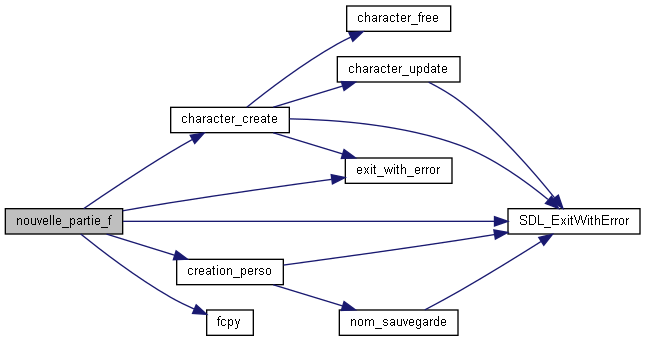 character_free
character_update
character_create
exit_with_error
nouvelle_partie_f
SDL_ExitWithError
creation_perso
fcpy
nom_sauvegarde